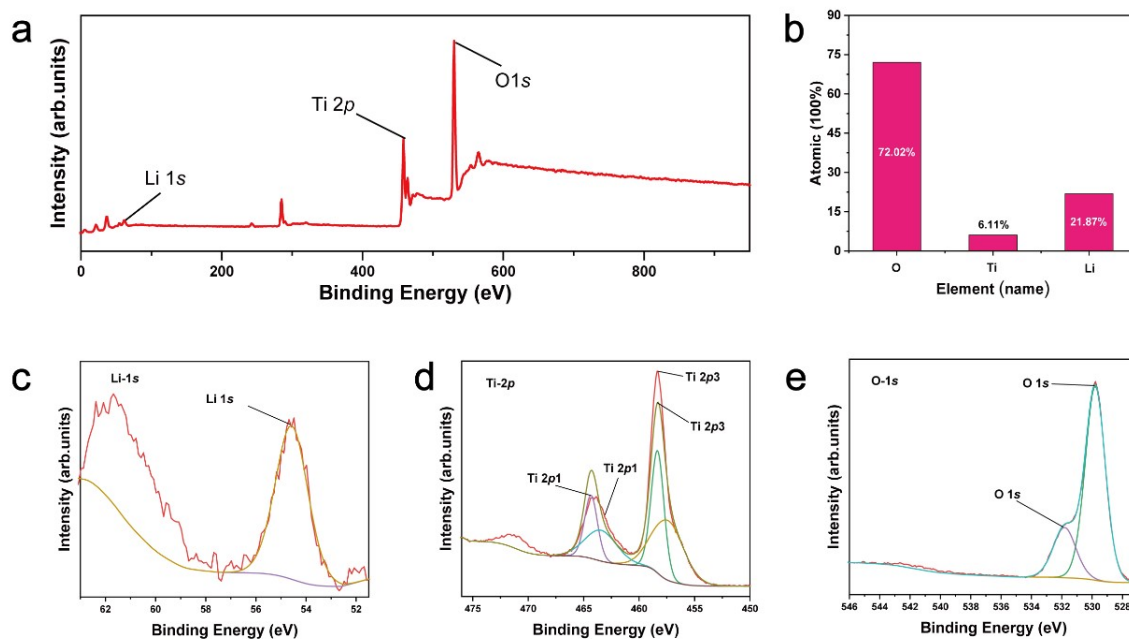 a
Intensity (arb.units)
Li 1s
Ti 2p
O1s
0 200 400 600 800
Binding Energy (eV)
b
Atomic (100%)
90
75
60
45
30
15
0
72.02%
6.11%
21.87%
O Ti Li
Element (name)
c
Intensity (arb.units)
Li-1s
Li 1s
62 60 58 56 54 52
Binding Energy (eV)
d
Intensity (arb.units)
Ti-2p
Ti 2p3
Ti 2p3
Ti 2p1
Ti 2p1
475 470 465 460 455 450
Binding Energy (eV)
e
Intensity (arb.units)
O-1s
O 1s
O 1s
546 544 542 540 538 536 534 532 530 528
Binding Energy (eV)